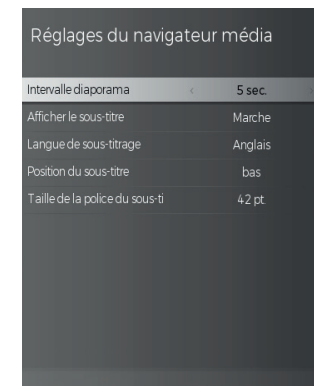 Réglages du navigateur média
Intervalle diaporama ‹ 5 sec. ›
Afficher le sous-titre Marche
Langue de sous-titrage Anglais
Position du sous-titre bas
Taille de la police du sous-ti 42 pt.